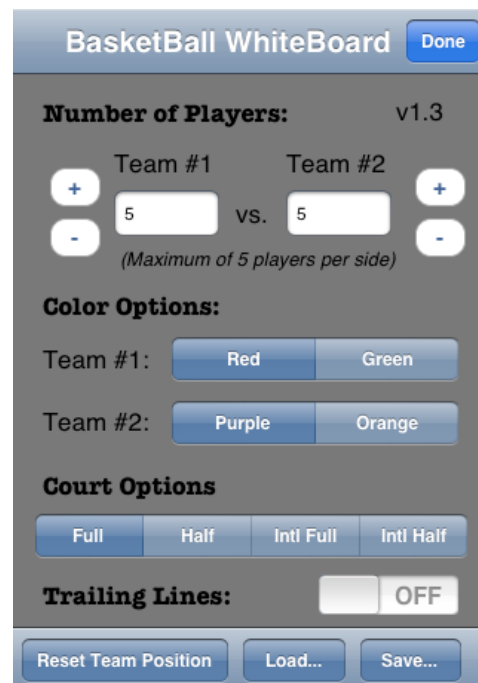 BasketBall WhiteBoard Done
Number of Players: v1.3
Team #1 Team #2
+ +
5 vs. 5
- -
(Maximum of 5 players per side)
Color Options:
Team #1: Red Green
Team #2: Purple Orange
Court Options
Full Half Intl Full Intl Half
Trailing Lines: OFF
Reset Team Position Load... Save...